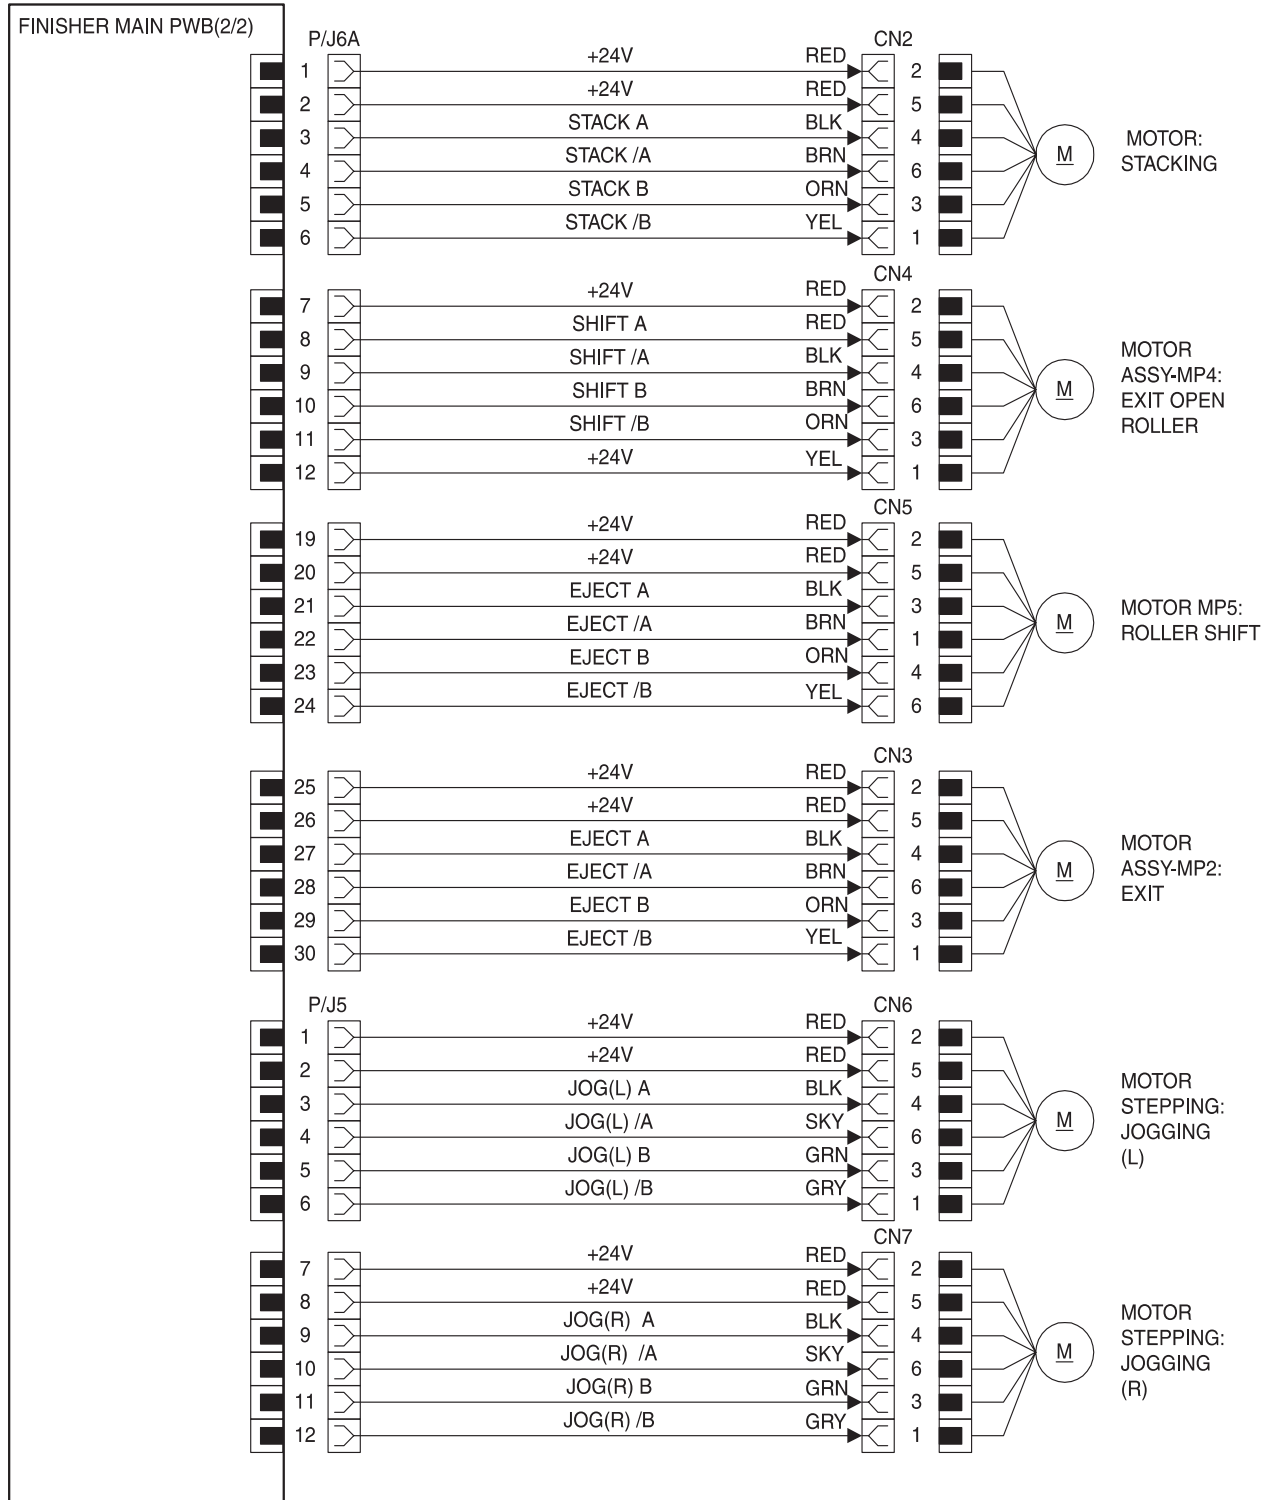 FINISHER MAIN PWB(2/2)
P/J6A CN2
1 +24V RED 2
2 +24V RED 5
3 STACK A BLK 4
4 STACK /A BRN 6
5 STACK B ORN 3
6 STACK /B YEL 1
M
MOTOR:
STACKING
CN4
7 +24V RED 2
8 SHIFT A RED 5
9 SHIFT /A BLK 4
10 SHIFT B BRN 6
11 SHIFT /B ORN 3
12 +24V YEL 1
M
MOTOR
ASSY-MP4:
EXIT OPEN
ROLLER
CN5
19 +24V RED 2
20 +24V RED 5
21 EJECT A BLK 3
22 EJECT /A BRN 1
23 EJECT B ORN 4
24 EJECT /B YEL 6
M
MOTOR MP5:
ROLLER SHIFT
CN3
25 +24V RED 2
26 +24V RED 5
27 EJECT A BLK 4
28 EJECT /A BRN 6
29 EJECT B ORN 3
30 EJECT /B YEL 1
M
MOTOR
ASSY-MP2:
EXIT
P/J5 CN6
1 +24V RED 2
2 +24V RED 5
3 JOG(L) A BLK 4
4 JOG(L) /A SKY 6
5 JOG(L) B GRN 3
6 JOG(L) /B GRY 1
M
MOTOR
STEPPING:
JOGGING
(L)
CN7
7 +24V RED 2
8 +24V RED 5
9 JOG(R) A BLK 4
10 JOG(R) /A SKY 6
11 JOG(R) B GRN 3
12 JOG(R) /B GRY 1
M
MOTOR
STEPPING:
JOGGING
(R)